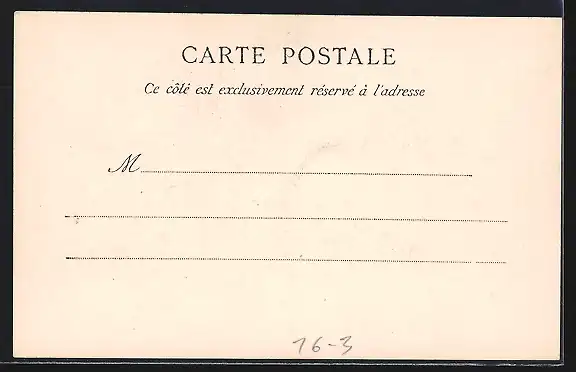 CARTE POSTALE
Ce côté est exclusivement réservé à l'adresse
M
16-3